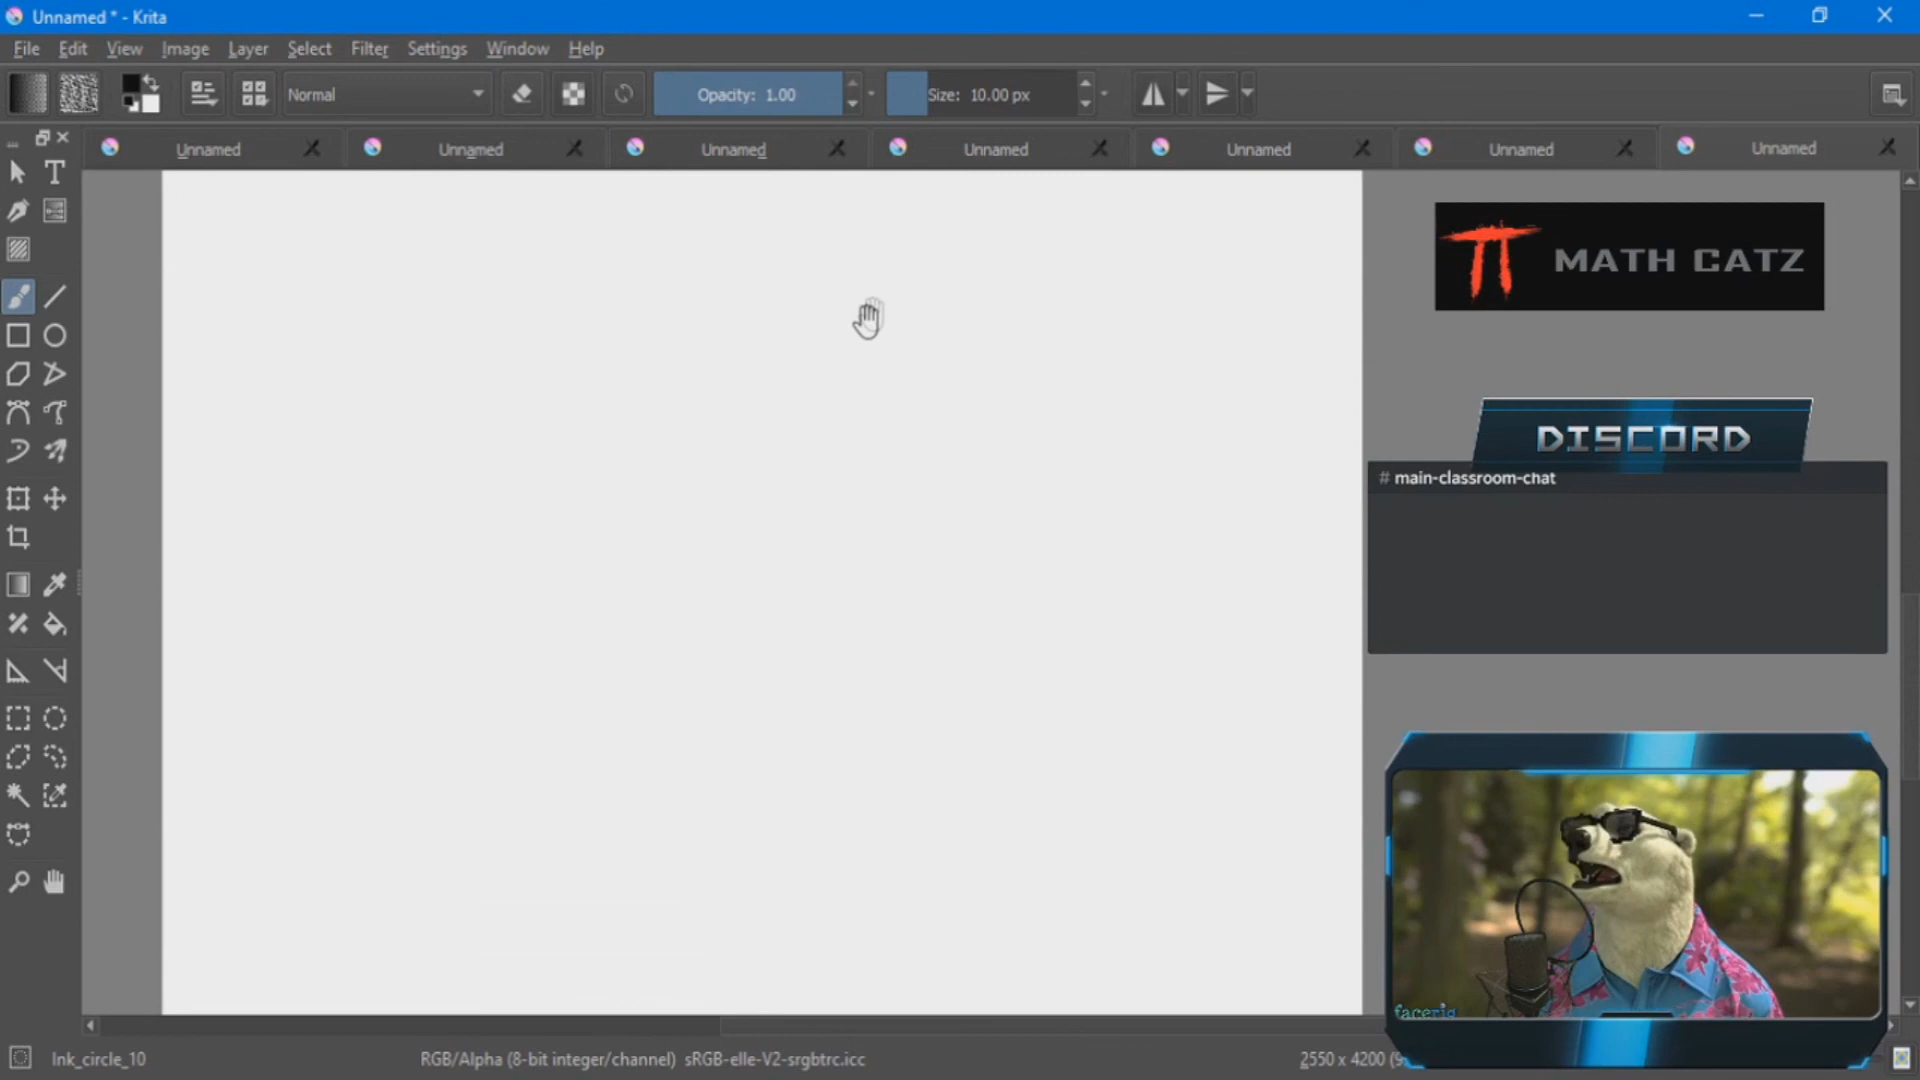 Unnamed * - Krita
File Edit View Image Layer Select Filter Settings Window Help
Normal Opacity: 1.00 Size: 10.00 px
Unnamed Unnamed Unnamed Unnamed Unnamed Unnamed Unnamed
T
π MATH CATZ
DISCORD
# main-classroom-chat
facerig
Ink_circle_10 RGB/Alpha (8-bit integer/channel) sRGB-elle-V2-srgbtrc.icc 2550 x 4200